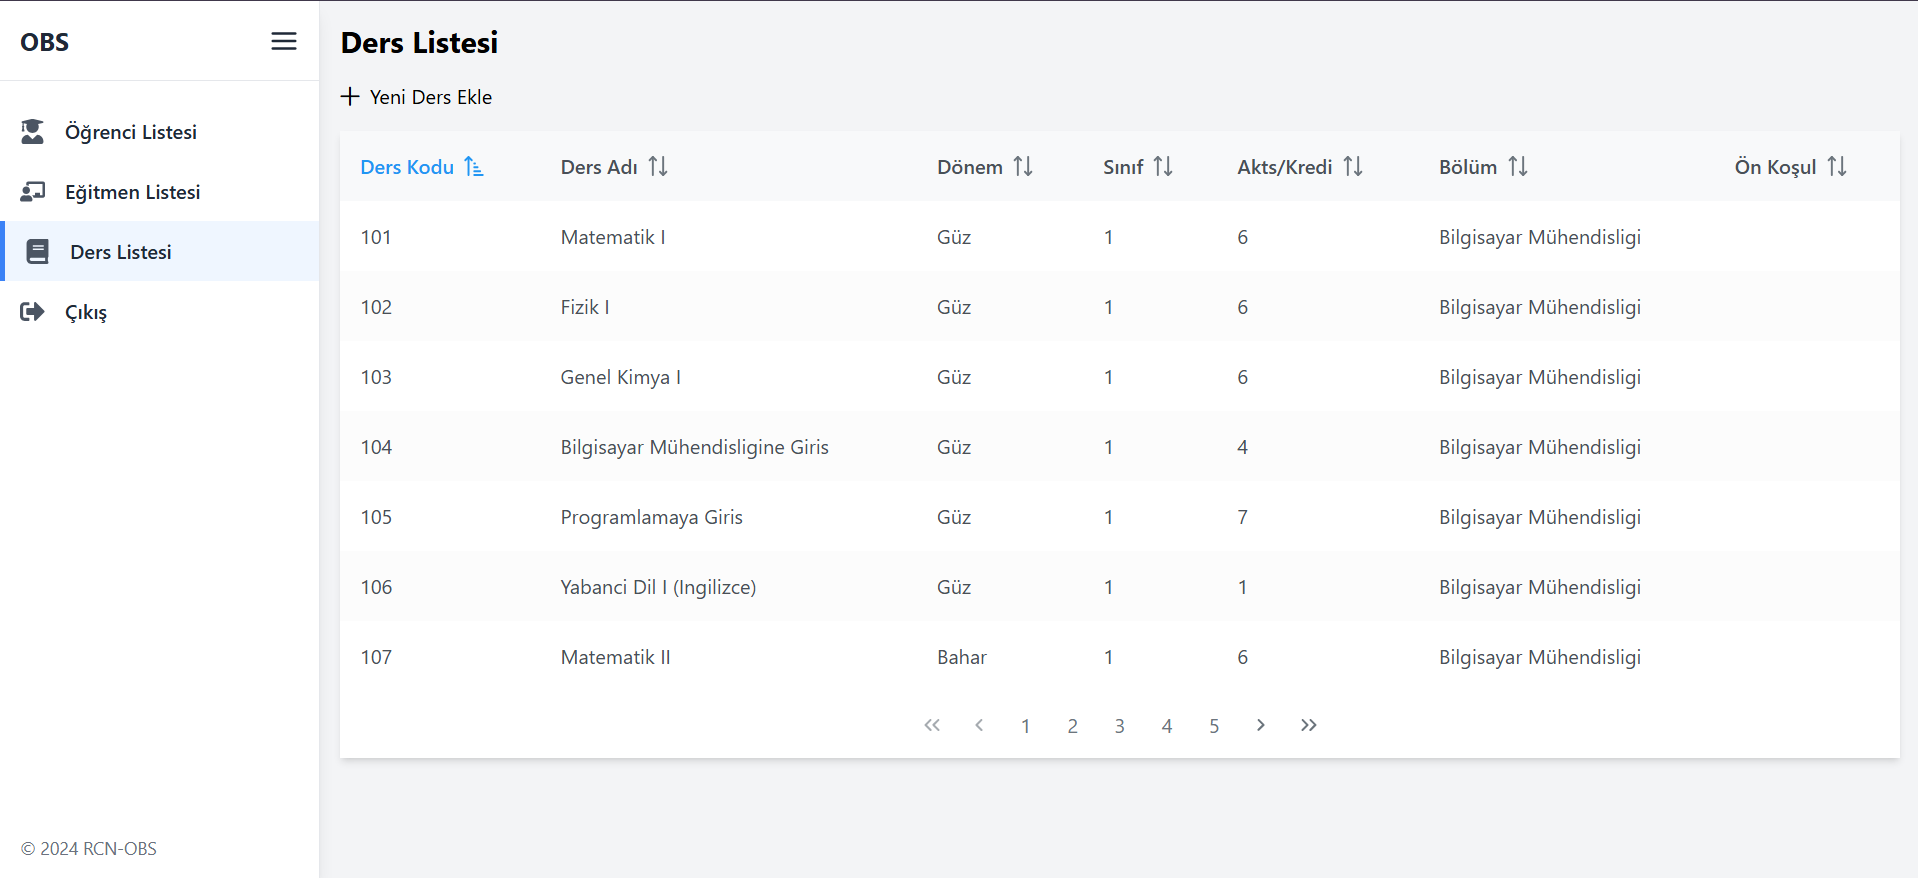 OBS
Öğrenci Listesi
Eğitmen Listesi
Ders Listesi
Çıkış
© 2024 RCN-OBS
Ders Listesi
Yeni Ders Ekle
Ders Kodu Ders Adı Dönem Sınıf Akts/Kredi Bölüm Ön Koşul
101 Matematik I Güz 1 6 Bilgisayar Mühendisligi
102 Fizik I Güz 1 6 Bilgisayar Mühendisligi
103 Genel Kimya I Güz 1 6 Bilgisayar Mühendisligi
104 Bilgisayar Mühendisligine Giris Güz 1 4 Bilgisayar Mühendisligi
105 Programlamaya Giris Güz 1 7 Bilgisayar Mühendisligi
106 Yabanci Dil I (Ingilizce) Güz 1 1 Bilgisayar Mühendisligi
107 Matematik II Bahar 1 6 Bilgisayar Mühendisligi
« ‹ 1 2 3 4 5 › »